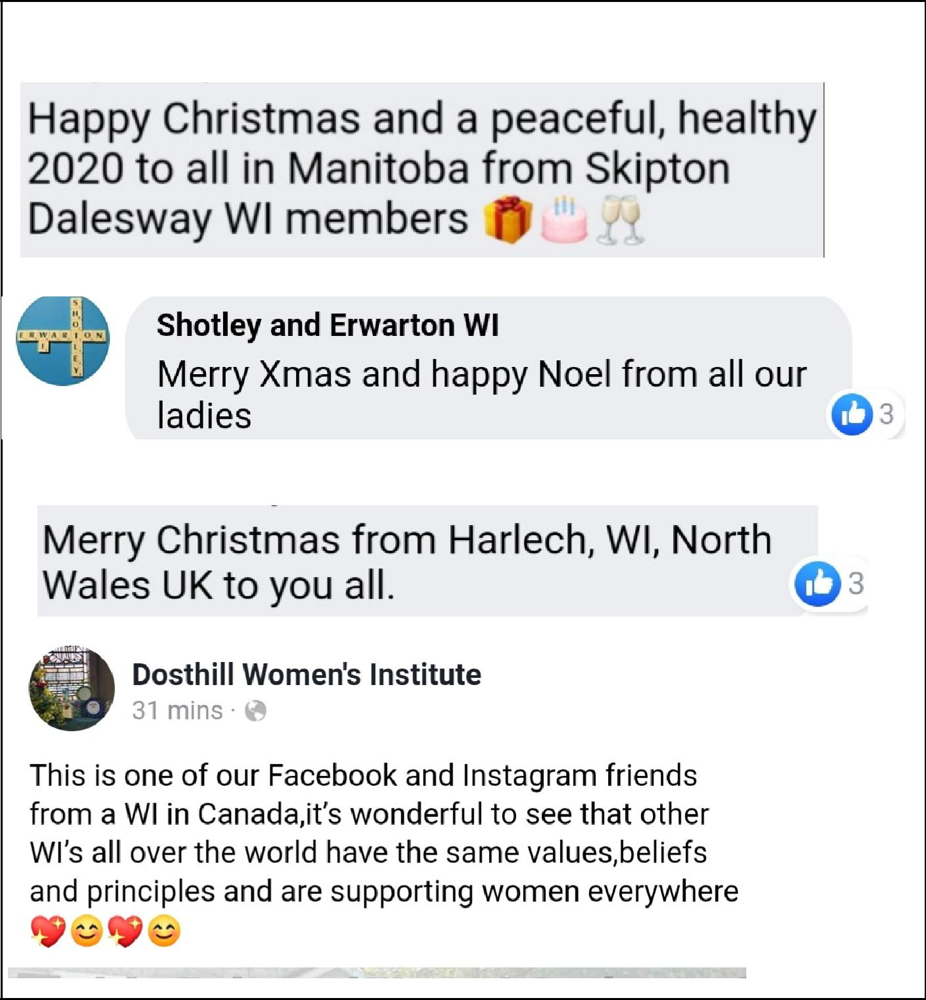 Happy Christmas and a peaceful, healthy
2020 to all in Manitoba from Skipton
Dalesway WI members 🎁🎂🥂
SHOTLEY
ERWARTON
WI
Shotley and Erwarton WI
Merry Xmas and happy Noel from all our
ladies
3
Merry Christmas from Harlech, WI, North
Wales UK to you all.
3
Dosthill Women's Institute
31 mins ·
This is one of our Facebook and Instagram friends
from a WI in Canada,it’s wonderful to see that other
WI’s all over the world have the same values,beliefs
and principles and are supporting women everywhere
💖😊💖😊